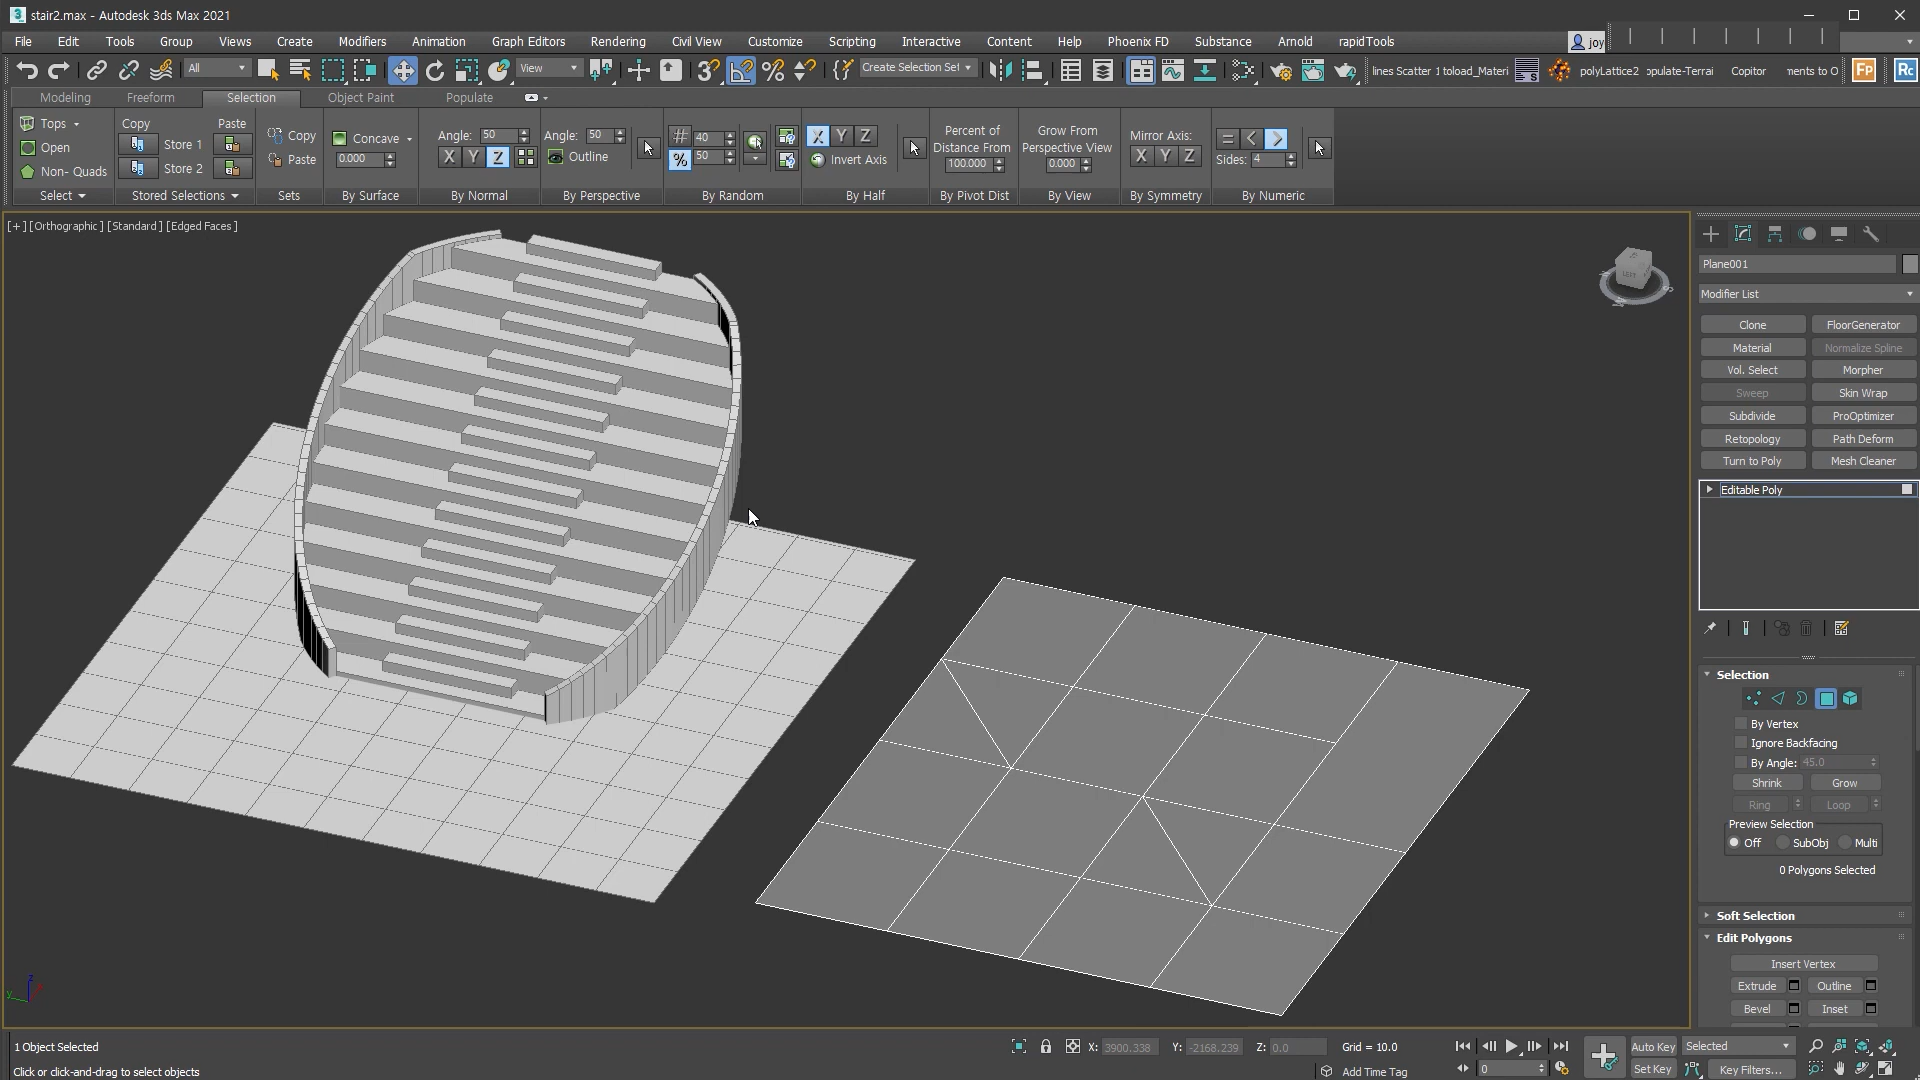 stair2.max - Autodesk 3ds Max 2021
File Edit Tools Group Views Create Modifiers Animation Graph Editors Rendering Civil View Customize Scripting Interactive Content Help Phoenix FD Substance Arnold rapidTools joy
All View Create Selection Set lines Scatter 1 toload_Materi polyLattice2 opulate-Terrai Copitor ments to O Fp Rc
Modeling Freeform Selection Object Paint Populate
Tops Copy Paste Copy Concave Angle: 50 Angle: 50 # 40 X Y Z Percent of Distance From 100.000 Grow From Perspective View 0.000 Mirror Axis: = < >
Open Store 1 Paste 0.000 X Y Z Outline % 50 Invert Axis X Y Z Sides: 4
Non- Quads Store 2
Select Stored Selections Sets By Surface By Normal By Perspective By Random By Half By Pivot Dist By View By Symmetry By Numeric
[+] [Orthographic] [Standard] [Edged Faces]
LEFT
Plane001
Modifier List
Clone FloorGenerator
Material Normalize Spline
Vol. Select Morpher
Sweep Skin Wrap
Subdivide ProOptimizer
Retopology Path Deform
Turn to Poly Mesh Cleaner
Editable Poly
Selection
By Vertex
Ignore Backfacing
By Angle: 45.0
Shrink Grow
Ring Loop
Preview Selection
Off SubObj Multi
0 Polygons Selected
Soft Selection
Edit Polygons
Insert Vertex
Extrude Outline
Bevel Inset
z
y
1 Object Selected X: 3900.338 Y: -2168.239 Z: 0.0 Grid = 10.0 Auto Key Selected
Click or click-and-drag to select objects Add Time Tag 0 Set Key Key Filters...